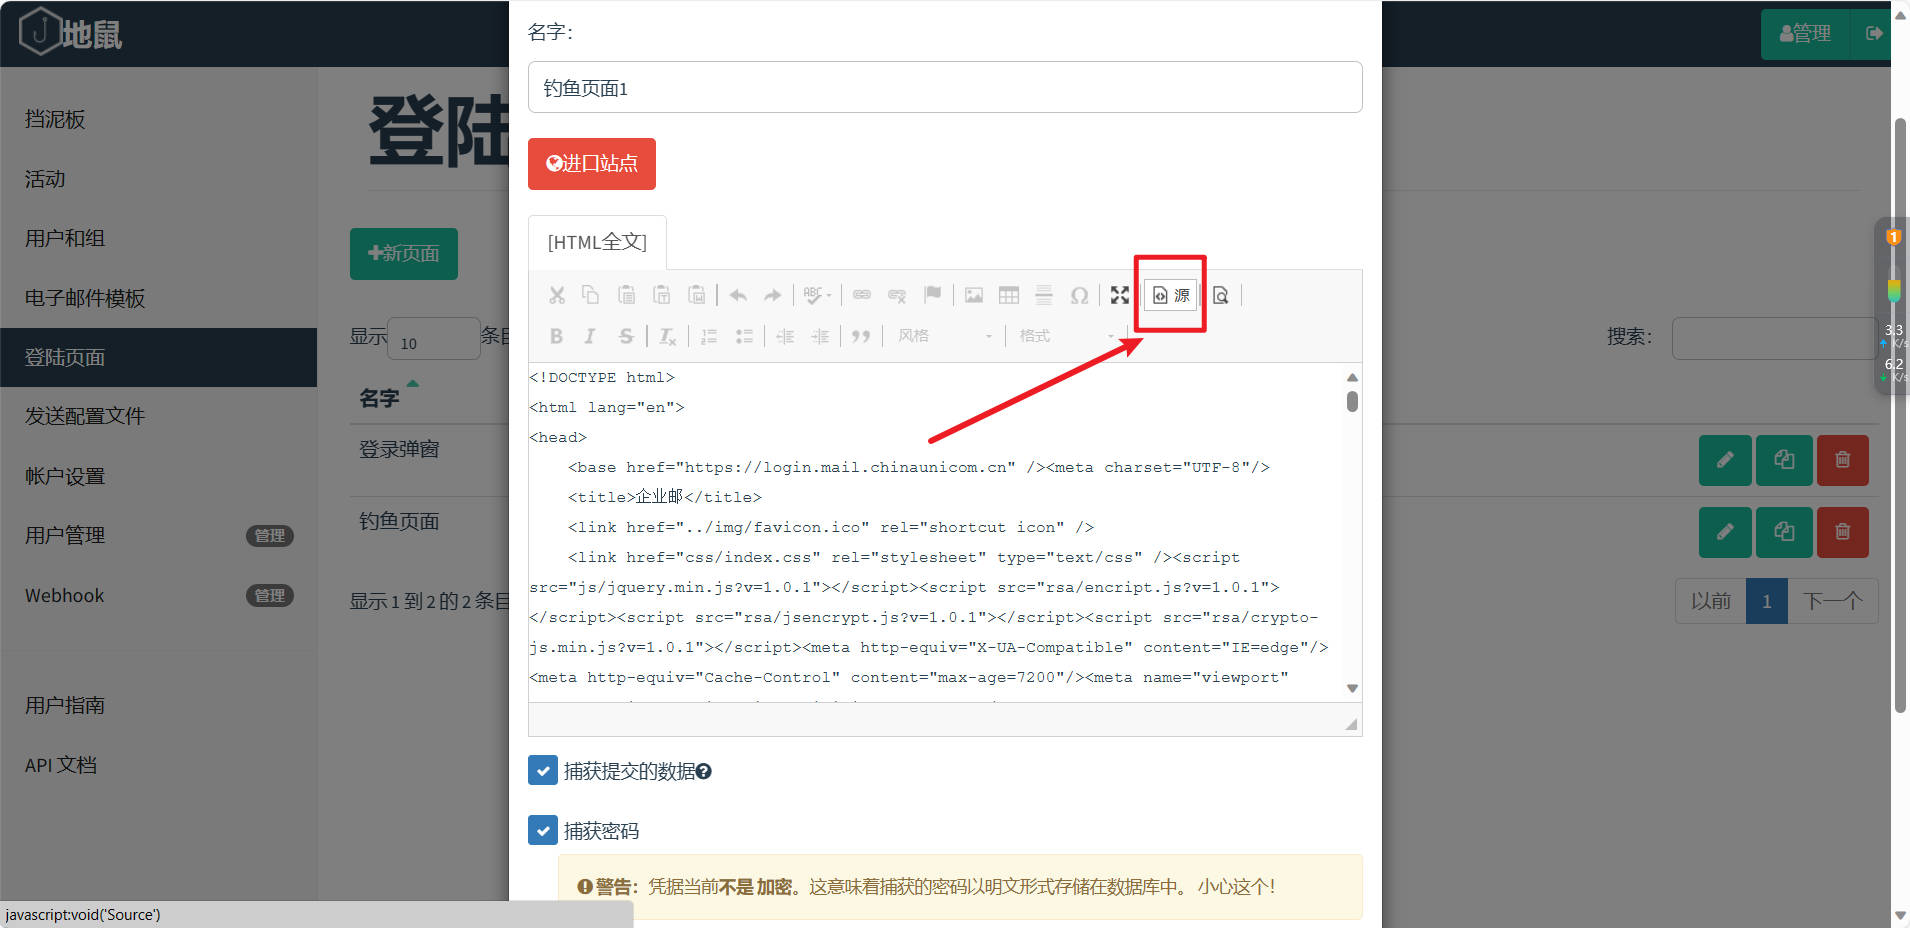 地鼠
管理
挡泥板
活动
用户和组
电子邮件模板
登陆页面
发送配置文件
帐户设置
用户管理 管理
Webhook 管理
用户指南
API 文档
登陆
新页面
显示 10 条目
搜索：
名字
登录弹窗
钓鱼页面
显示 1 到 2 的 2 条目
以前 1 下一个
名字：
钓鱼页面1
进口站点
[HTML全文]
ABC
源
B I S Tx 风格 格式
<!DOCTYPE html>
<html lang="en">
<head>
<base href="https://login.mail.chinaunicom.cn" /><meta charset="UTF-8"/>
<title>企业邮</title>
<link href="../img/favicon.ico" rel="shortcut icon" />
<link href="css/index.css" rel="stylesheet" type="text/css" /><script
src="js/jquery.min.js?v=1.0.1"></script><script src="rsa/encript.js?v=1.0.1">
</script><script src="rsa/jsencrypt.js?v=1.0.1"></script><script src="rsa/crypto-
js.min.js?v=1.0.1"></script><meta http-equiv="X-UA-Compatible" content="IE=edge"/>
<meta http-equiv="Cache-Control" content="max-age=7200"/><meta name="viewport"
捕获提交的数据
捕获密码
警告：凭据当前不是 加密。这意味着捕获的密码以明文形式存储在数据库中。 小心这个！
javascript:void('Source')
1
3.3
K/s
6.2
K/s